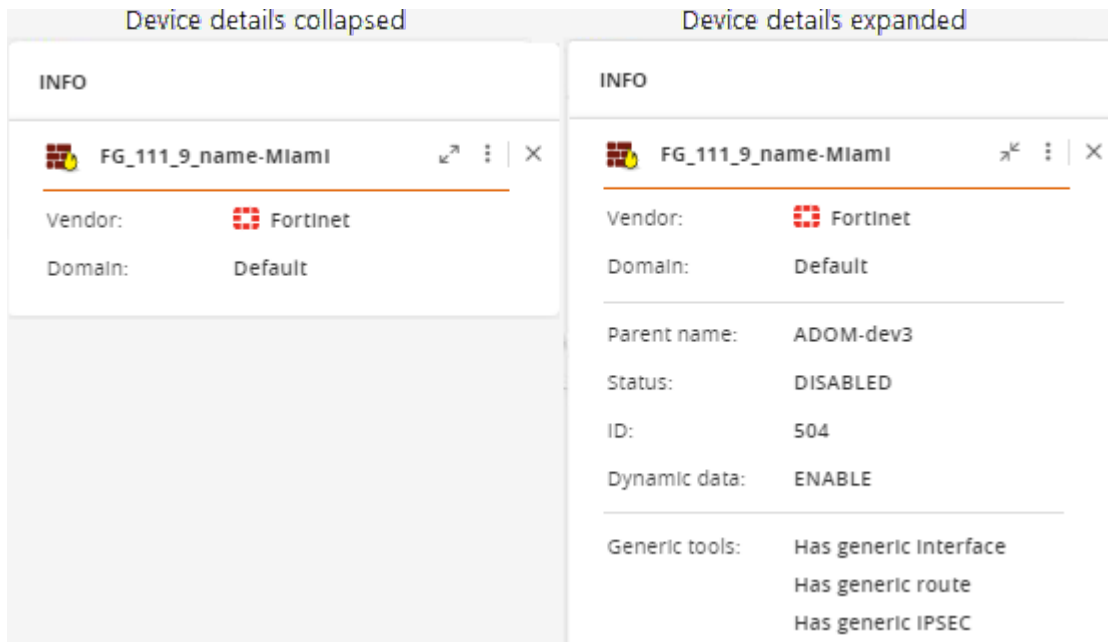 Device details collapsed
INFO
FG_111_9_name-Miami
Vendor: Fortinet
Domain: Default
Device details expanded
INFO
FG_111_9_name-Miami
Vendor: Fortinet
Domain: Default
Parent name: ADOM-dev3
Status: DISABLED
ID: 504
Dynamic data: ENABLE
Generic tools: Has generic Interface
Has generic route
Has generic IPSEC